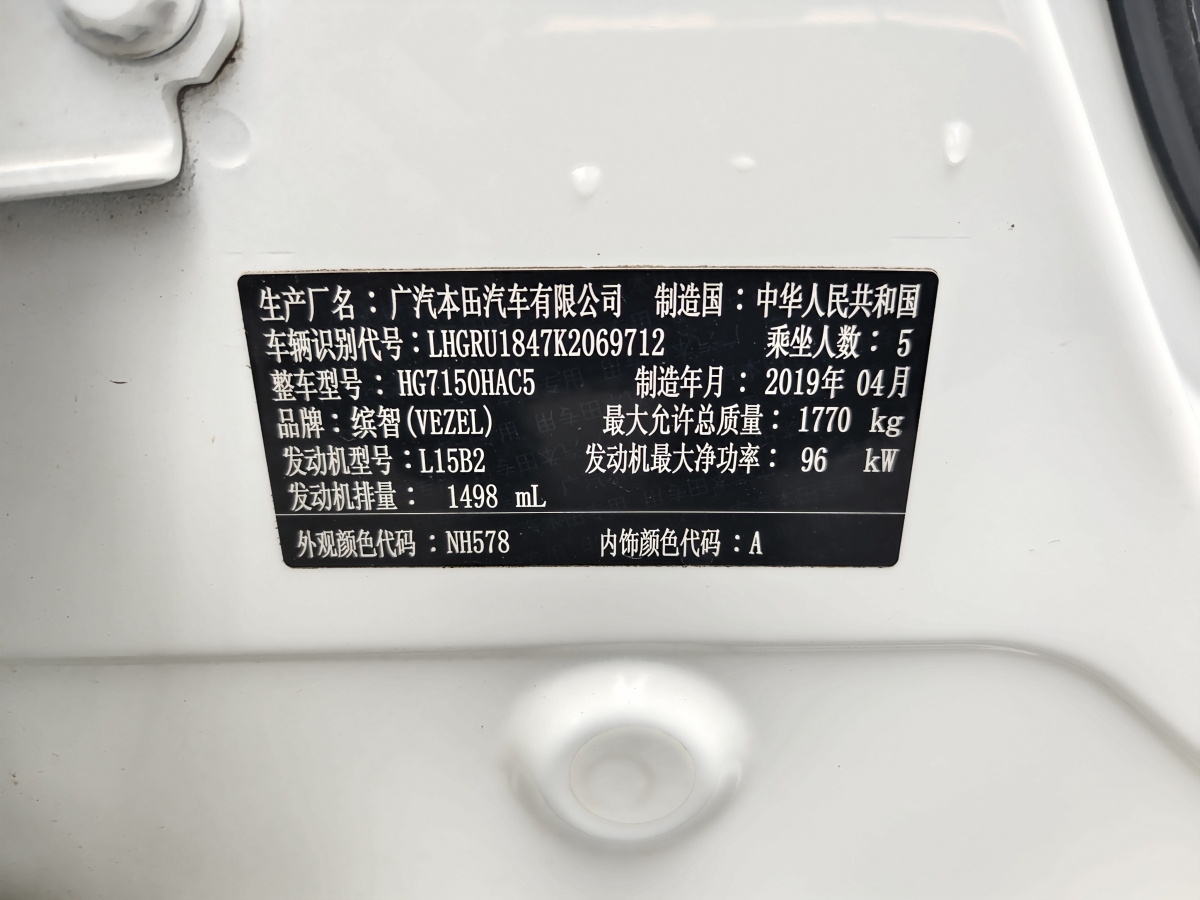 生产厂名：广汽本田汽车有限公司 制造国：中华人民共和国
车辆识别代号：LHGRU1847K2069712 乘坐人数：5
整车型号：HG7150HAC5 制造年月：2019年 04月
品牌：缤智(VEZEL) 最大允许总质量：1770 kg
发动机型号：L15B2 发动机最大净功率：96 kW
发动机排量：1498 mL
外观颜色代码：NH578 内饰颜色代码：A